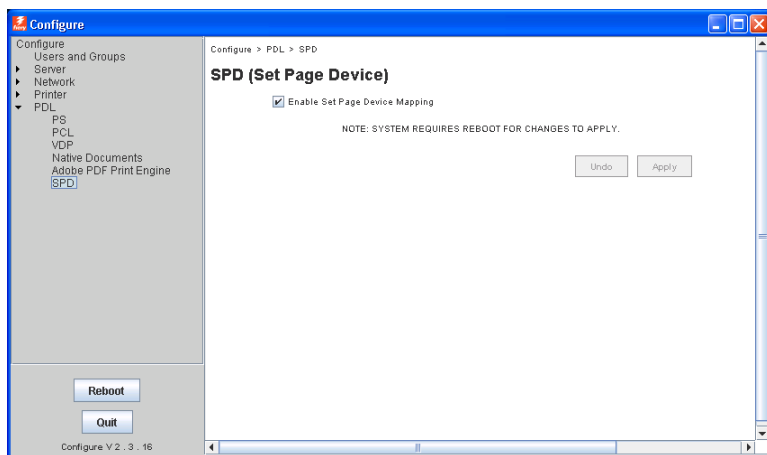 Configure
Configure
Users and Groups
Server
Network
Printer
PDL
PS
PCL
VDP
Native Documents
Adobe PDF Print Engine
SPD
Reboot
Quit
Configure V 2 . 3 . 16
Configure > PDL > SPD
SPD (Set Page Device)
Enable Set Page Device Mapping
NOTE: SYSTEM REQUIRES REBOOT FOR CHANGES TO APPLY.
Undo Apply